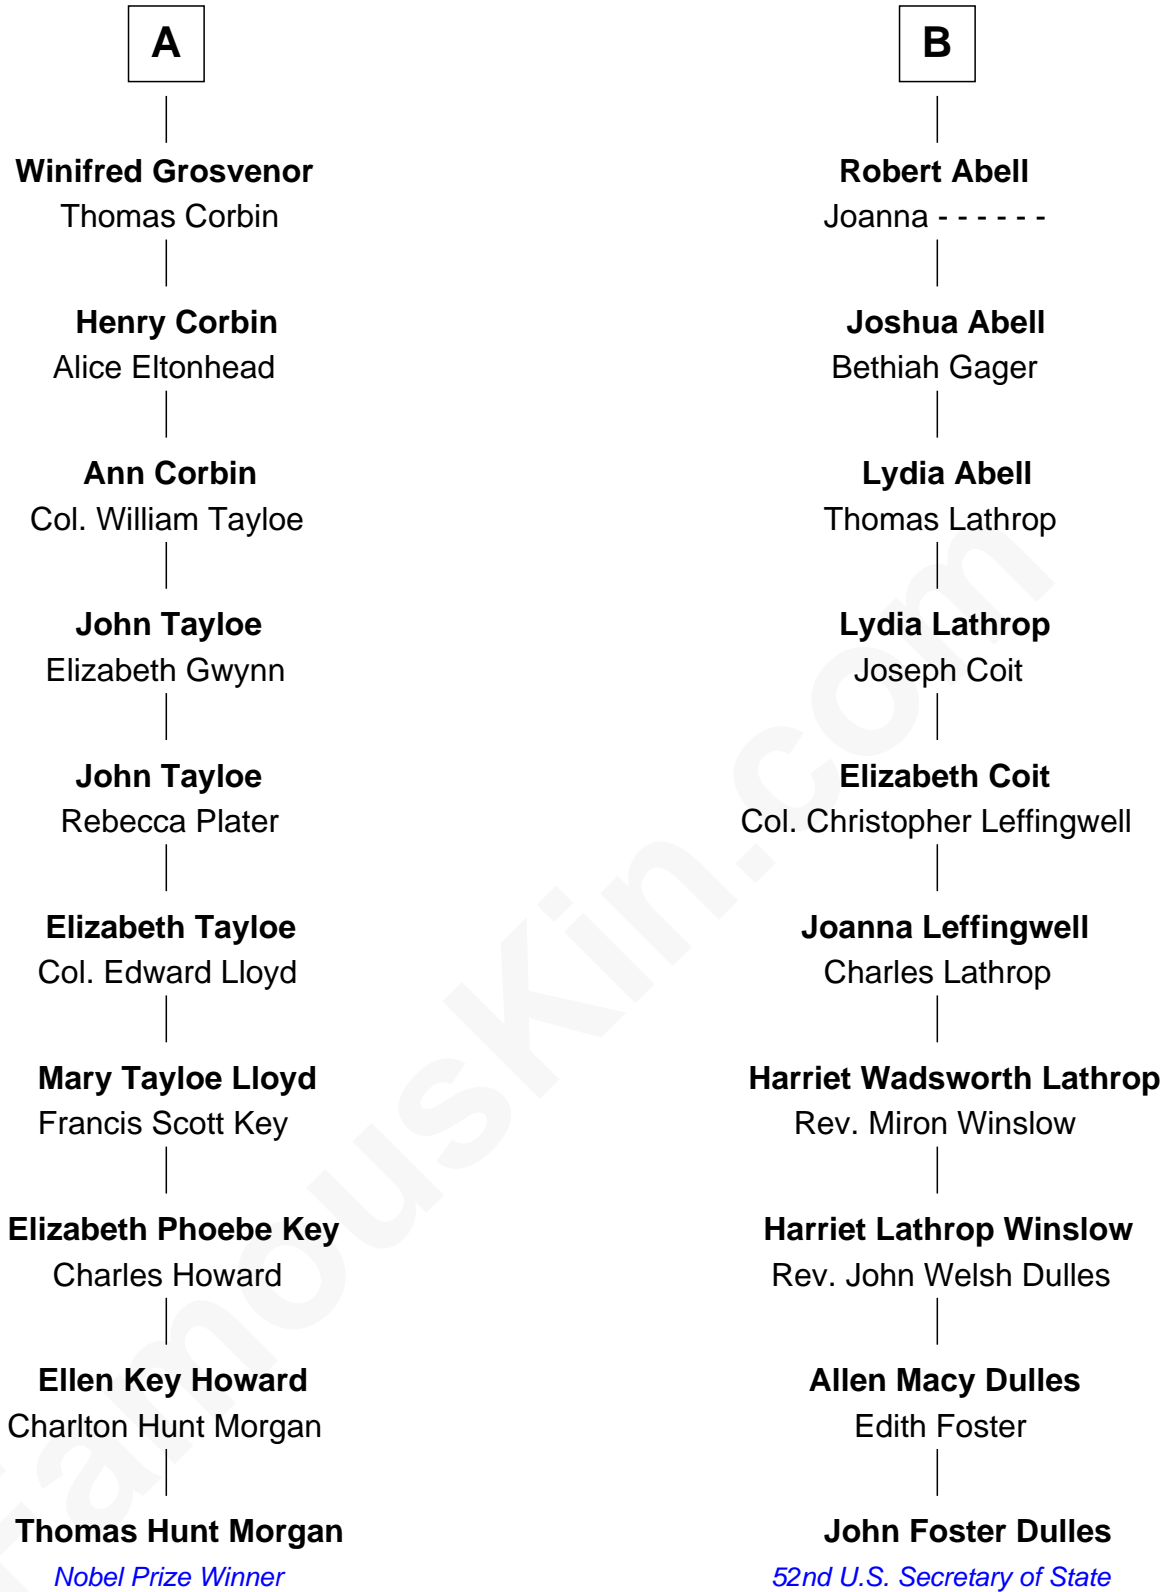 A
Winifred Grosvenor
Thomas Corbin
Henry Corbin
Alice Eltonhead
Ann Corbin
Col. William Tayloe
John Tayloe
Elizabeth Gwynn
John Tayloe
Rebecca Plater
Elizabeth Tayloe
Col. Edward Lloyd
Mary Tayloe Lloyd
Francis Scott Key
Elizabeth Phoebe Key
Charles Howard
Ellen Key Howard
Charlton Hunt Morgan
Thomas Hunt Morgan
Nobel Prize Winner
B
Robert Abell
Joanna - - - - - -
Joshua Abell
Bethiah Gager
Lydia Abell
Thomas Lathrop
Lydia Lathrop
Joseph Coit
Elizabeth Coit
Col. Christopher Leffingwell
Joanna Leffingwell
Charles Lathrop
Harriet Wadsworth Lathrop
Rev. Miron Winslow
Harriet Lathrop Winslow
Rev. John Welsh Dulles
Allen Macy Dulles
Edith Foster
John Foster Dulles
52nd U.S. Secretary of State
FamousKin.com